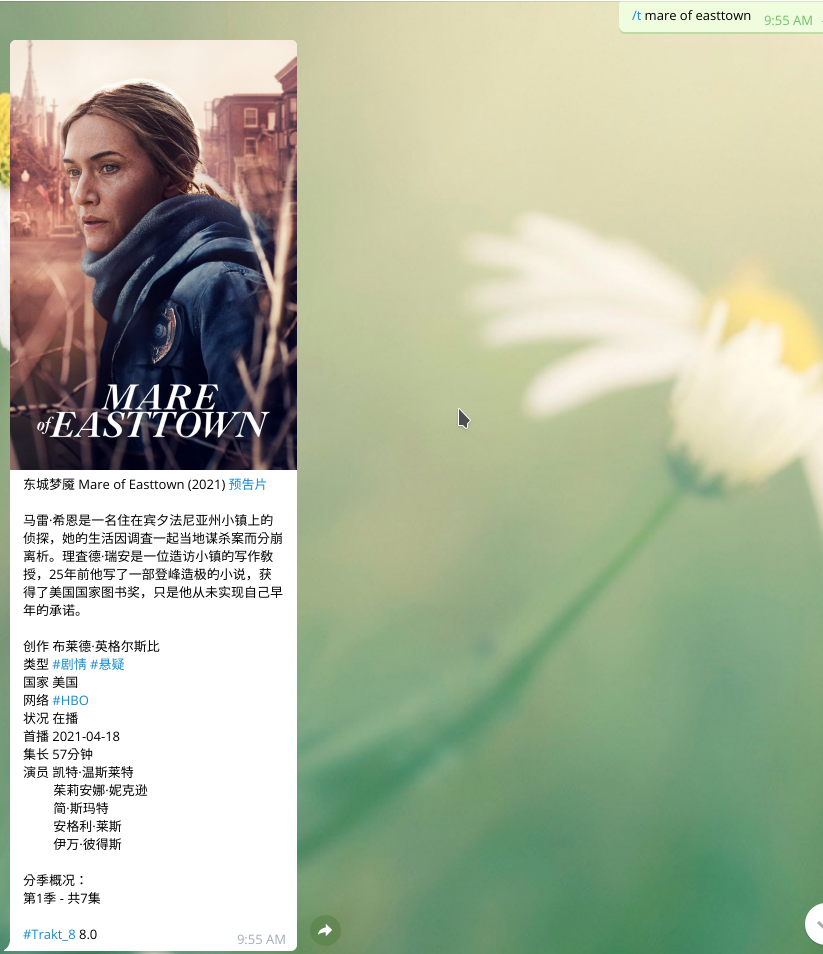 /t mare of easttown 9:55 AM
MARE
of EASTTOWN
东城梦魇 Mare of Easttown (2021) 预告片
马雷·希恩是一名住在宾夕法尼亚州小镇上的
侦探，她的生活因调查一起当地谋杀案而分崩
离析。理查德·瑞安是一位造访小镇的写作教
授，25年前他写了一部登峰造极的小说，获
得了美国国家图书奖，只是他从未实现自己早
年的承诺。
创作 布莱德·英格尔斯比
类型 #剧情 #悬疑
国家 美国
网络 #HBO
状况 在播
首播 2021-04-18
集长 57分钟
演员 凯特·温斯莱特
茱莉安娜·妮克逊
简·斯玛特
安格利·莱斯
伊万·彼得斯
分季概况：
第1季 - 共7集
#Trakt_8 8.0
9:55 AM